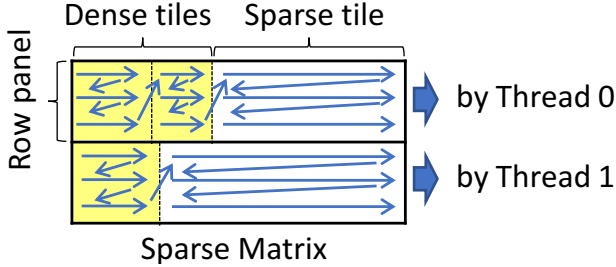 Dense tiles
Sparse tile
Row panel
by Thread 0
by Thread 1
Sparse Matrix